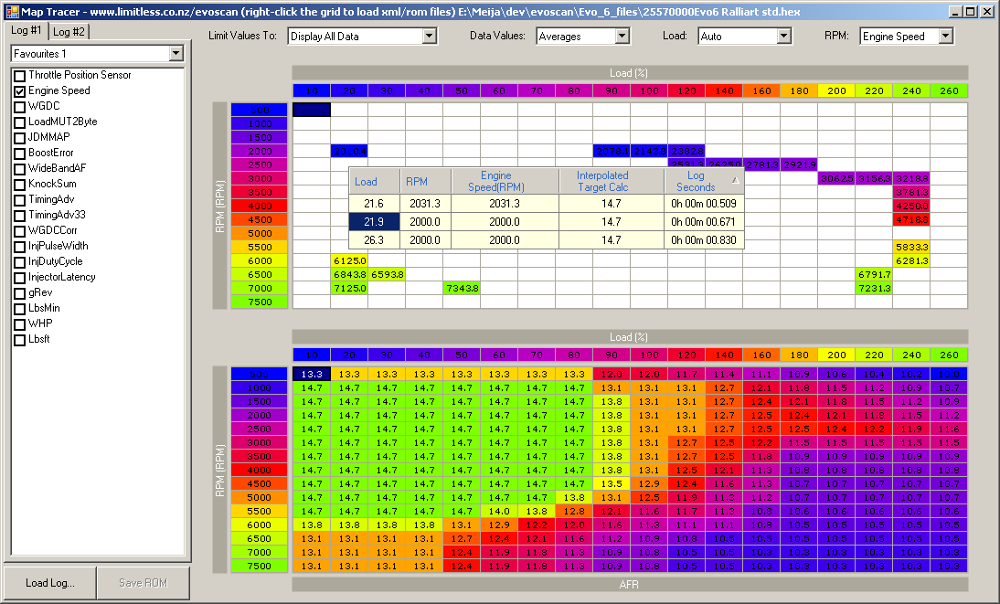 Map Tracer - www.limitless.co.nz/evoscan (right-click the grid to load xml/rom files) E:\Meija\dev\evoscan\Evo_6_files\25570000Evo6 Ralliart std.hex
Log #1 Log #2
Limit Values To: Display All Data Data Values: Averages Load: Auto RPM: Engine Speed
Favourites 1
Throttle Position Sensor
Engine Speed
WGDC
LoadMUT2Byte
JDMMAP
BoostError
WideBandAF
KnockSum
TimingAdv
TimingAdv33
WGDCCorr
InjPulseWidth
InjDutyCycle
InjectorLatency
gRev
LbsMin
WHP
Lbsft
Load Log... Save ROM
Load (%)
10 20 30 40 50 60 70 80 90 100 120 140 160 180 200 220 240 260
RPM (RPM)
500
1000
1500
2000 2010.4 2078.1 2140.6 2332.8
2500 2781.3 2921.9
3000 3062.5 3156.3 3218.8
3500 3781.3
4000 4250.0
4500 4718.8
5000
5500 5833.3
6000 6125.0 6281.3
6500 6843.8 6593.8 6791.7
7000 7125.0 7343.8 7231.3
7500
Load RPM Engine Speed(RPM) Interpolated Target Calc Log Seconds
21.6 2031.3 2031.3 14.7 0h 00m 00.509
21.9 2000.0 2000.0 14.7 0h 00m 00.671
26.3 2000.0 2000.0 14.7 0h 00m 00.830
Load (%)
10 20 30 40 50 60 70 80 90 100 120 140 160 180 200 220 240 260
RPM (RPM)
500 13.3 13.3 13.3 13.3 13.3 13.3 13.3 13.3 12.0 12.0 11.7 11.4 11.1 10.9 10.6 10.4 10.2 10.0
1000 14.7 14.7 14.7 14.7 14.7 14.7 14.7 14.7 13.1 13.1 13.1 12.7 12.1 11.8 11.5 11.2 10.9 10.7
1500 14.7 14.7 14.7 14.7 14.7 14.7 14.7 14.7 13.8 13.1 13.1 12.7 12.4 12.1 11.8 11.5 11.2 10.9
2000 14.7 14.7 14.7 14.7 14.7 14.7 14.7 14.7 13.8 13.1 13.1 12.7 12.5 12.4 12.1 11.8 11.5 11.2
2500 14.7 14.7 14.7 14.7 14.7 14.7 14.7 14.7 13.8 13.1 13.1 12.7 12.5 12.5 12.4 12.2 11.9 11.6
3000 14.7 14.7 14.7 14.7 14.7 14.7 14.7 14.7 13.8 13.1 12.7 12.5 12.2 11.5 11.5 11.5 11.5 11.5
3500 14.7 14.7 14.7 14.7 14.7 14.7 14.7 14.7 13.8 13.1 12.7 12.5 11.8 10.9 10.9 10.9 10.9 10.9
4000 14.7 14.7 14.7 14.7 14.7 14.7 14.7 14.7 13.8 13.1 12.5 12.1 11.3 10.8 10.8 10.8 10.8 10.8
4500 14.7 14.7 14.7 14.7 14.7 14.7 14.7 14.7 13.5 12.9 12.4 11.6 11.3 10.7 10.7 10.7 10.7 10.7
5000 14.7 14.7 14.7 14.7 14.7 14.7 14.7 13.8 13.1 12.5 11.9 11.3 11.2 10.7 10.7 10.7 10.7 10.7
5500 14.7 14.7 14.7 14.7 14.7 14.0 13.8 12.8 12.1 11.6 11.7 11.3 10.8 10.6 10.6 10.6 10.6 10.5
6000 13.8 13.8 13.8 13.8 13.1 12.9 12.2 12.0 11.6 11.3 11.1 11.1 10.8 10.5 10.5 10.5 10.5 10.5
6500 13.1 13.1 13.1 13.1 12.7 12.4 12.1 11.6 11.2 10.9 10.8 10.5 10.5 10.5 10.5 10.5 10.5 10.5
7000 13.1 13.1 13.1 13.1 12.4 11.9 11.8 11.3 10.9 10.8 10.5 10.5 10.5 10.5 10.5 10.5 10.5 10.5
7500 13.1 13.1 13.1 13.1 12.4 11.9 11.8 11.3 10.9 10.8 10.5 10.5 10.5 10.5 10.5 10.5 10.5 10.5
AFR